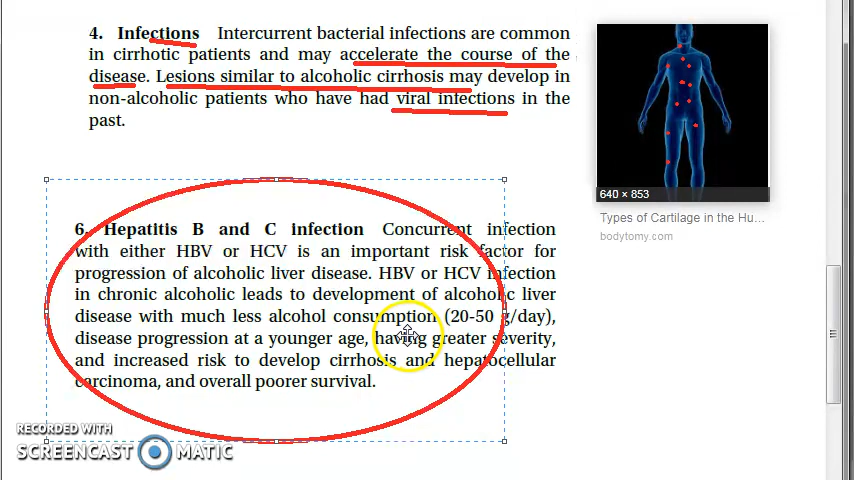 4. Infections Intercurrent bacterial infections are common
in cirrhotic patients and may accelerate the course of the
disease. Lesions similar to alcoholic cirrhosis may develop in
non-alcoholic patients who have had viral infections in the
past.
6. Hepatitis B and C infection Concurrent infection
with either HBV or HCV is an important risk factor for
progression of alcoholic liver disease. HBV or HCV infection
in chronic alcoholic leads to development of alcoholic liver
disease with much less alcohol consumption (20-50 g/day),
disease progression at a younger age, having greater severity,
and increased risk to develop cirrhosis and hepatocellular
carcinoma, and overall poorer survival.
640 × 853
Types of Cartilage in the Hu...
bodytomy.com
RECORDED WITH
SCREENCAST MATIC